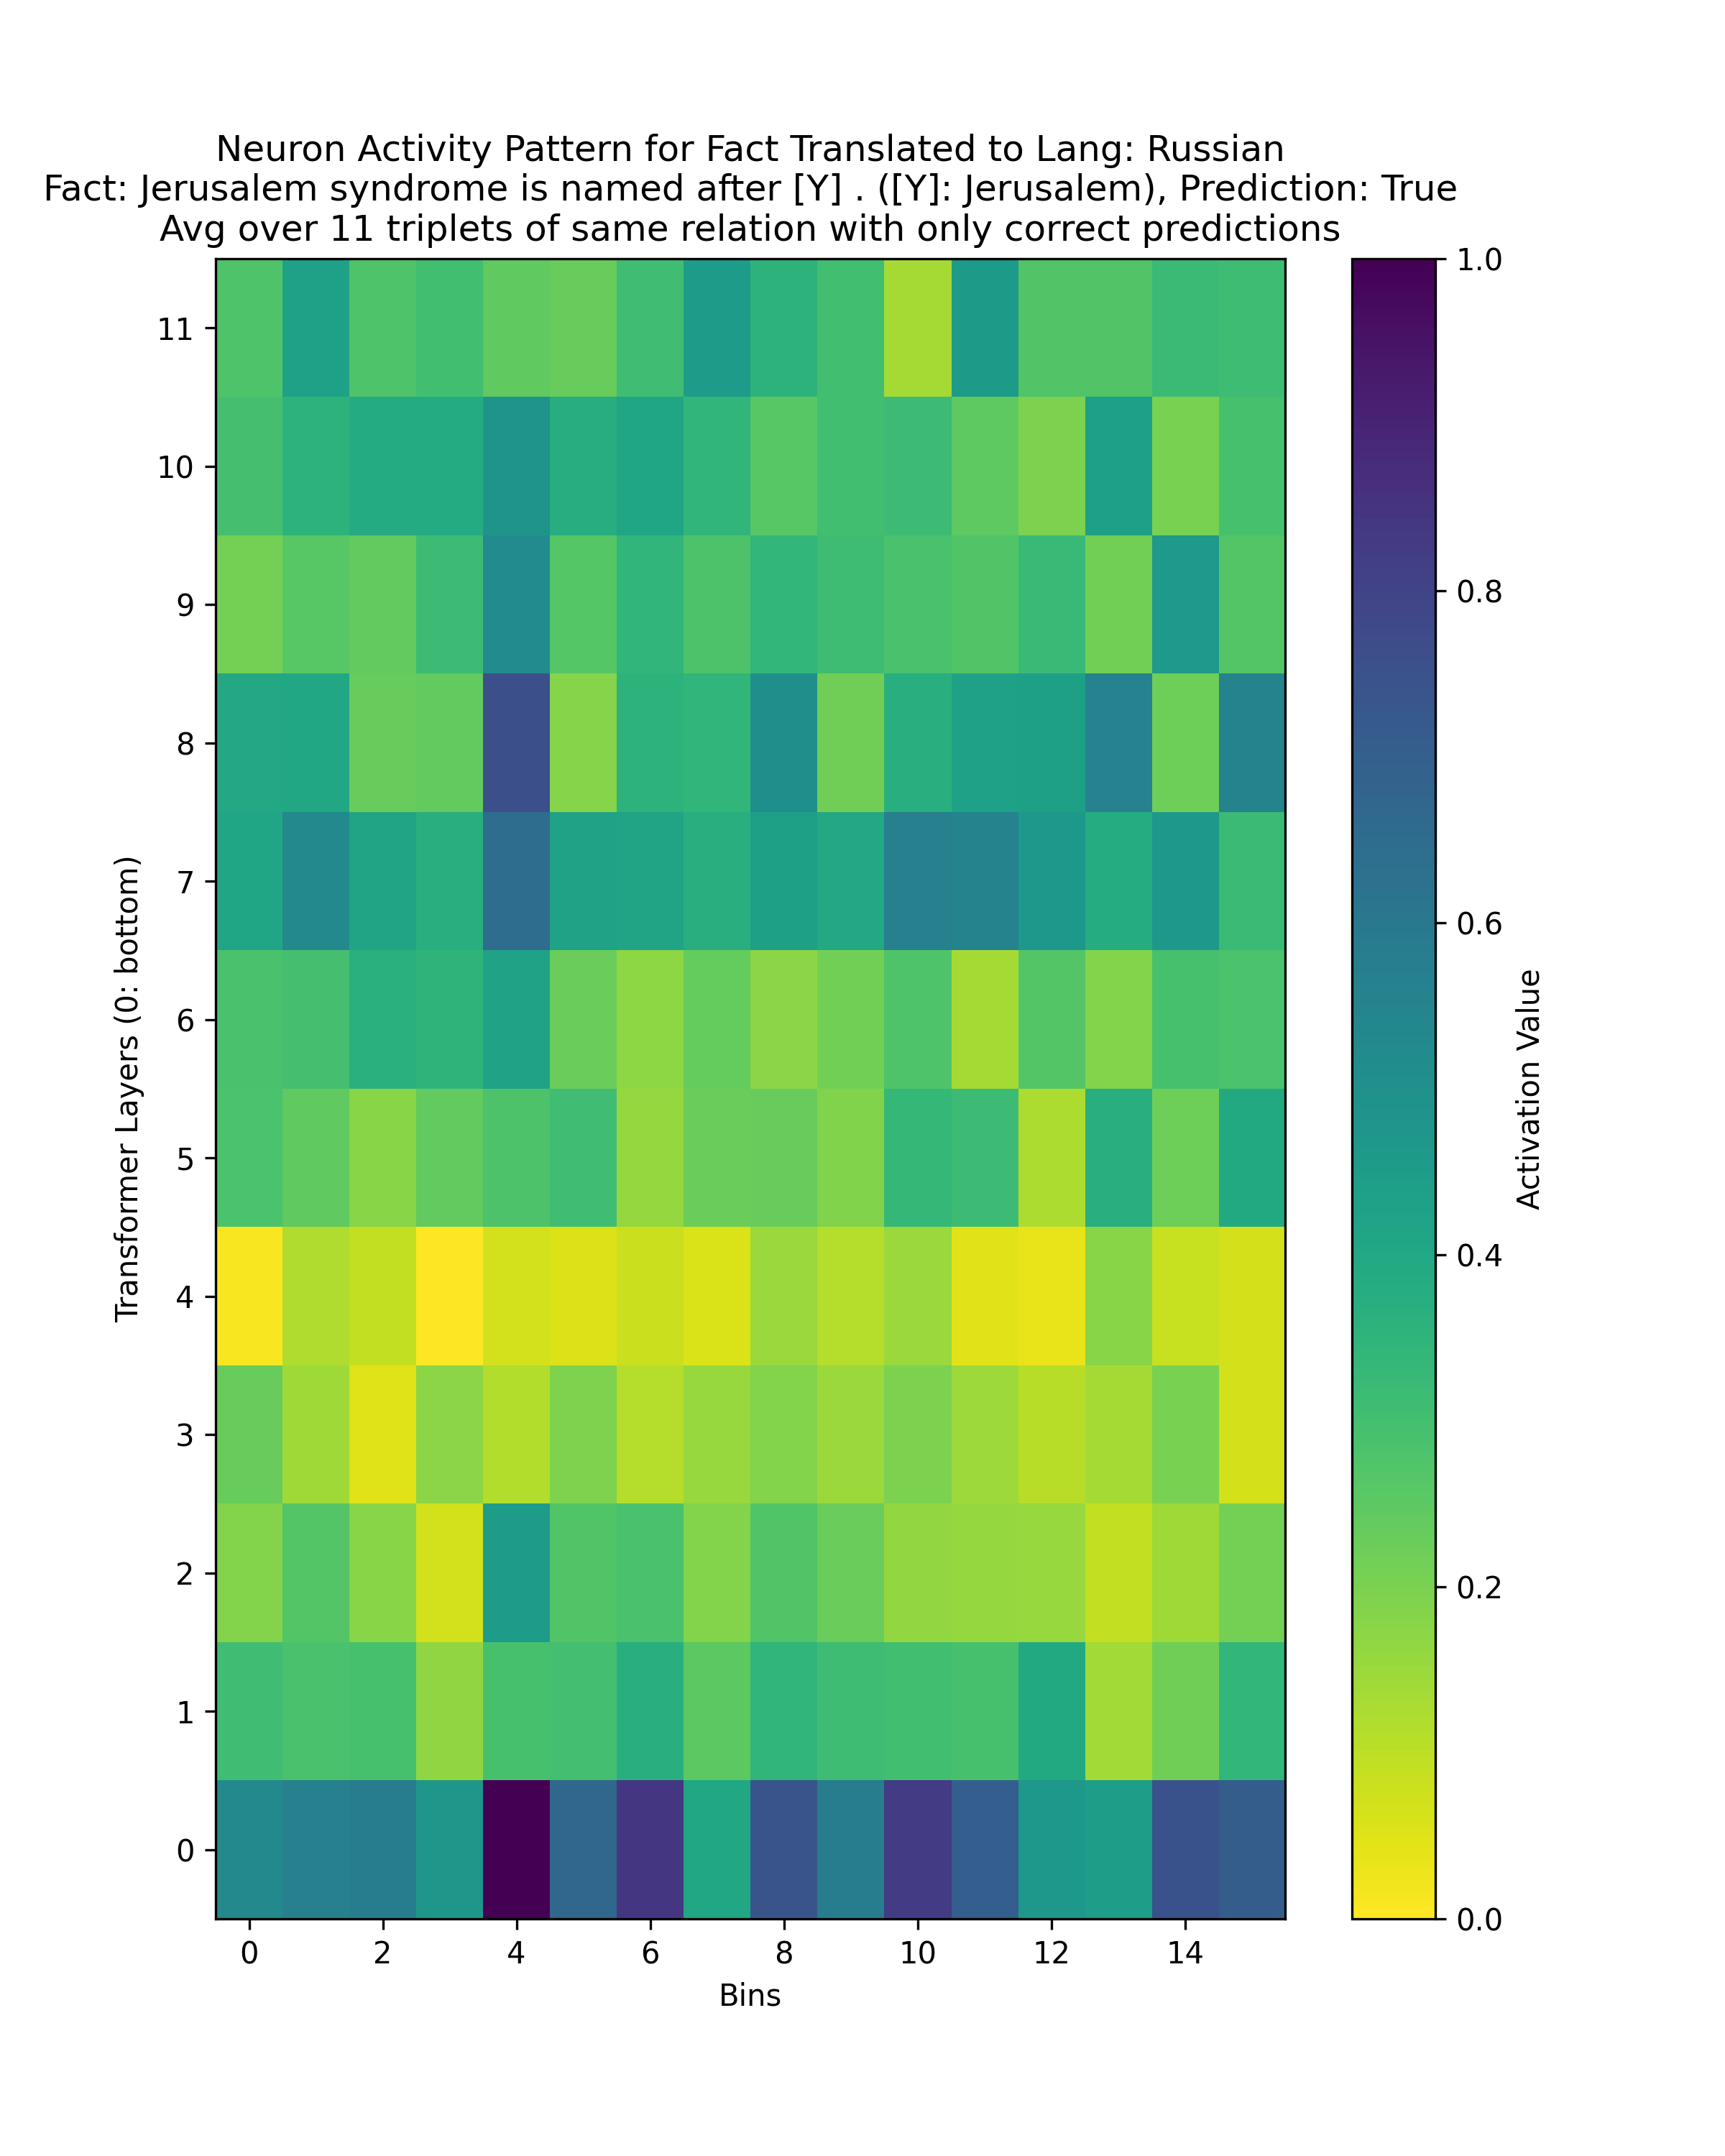 Neuron Activity Pattern for Fact Translated to Lang: Russian
Fact: Jerusalem syndrome is named after [Y] . ([Y]: Jerusalem), Prediction: True
Avg over 11 triplets of same relation with only correct predictions
11
10
9
8
7
6
5
4
3
2
1
0
Transformer Layers (0: bottom)
0 2 4 6 8 10 12 14
Bins
1.0
0.8
0.6
0.4
0.2
0.0
Activation Value